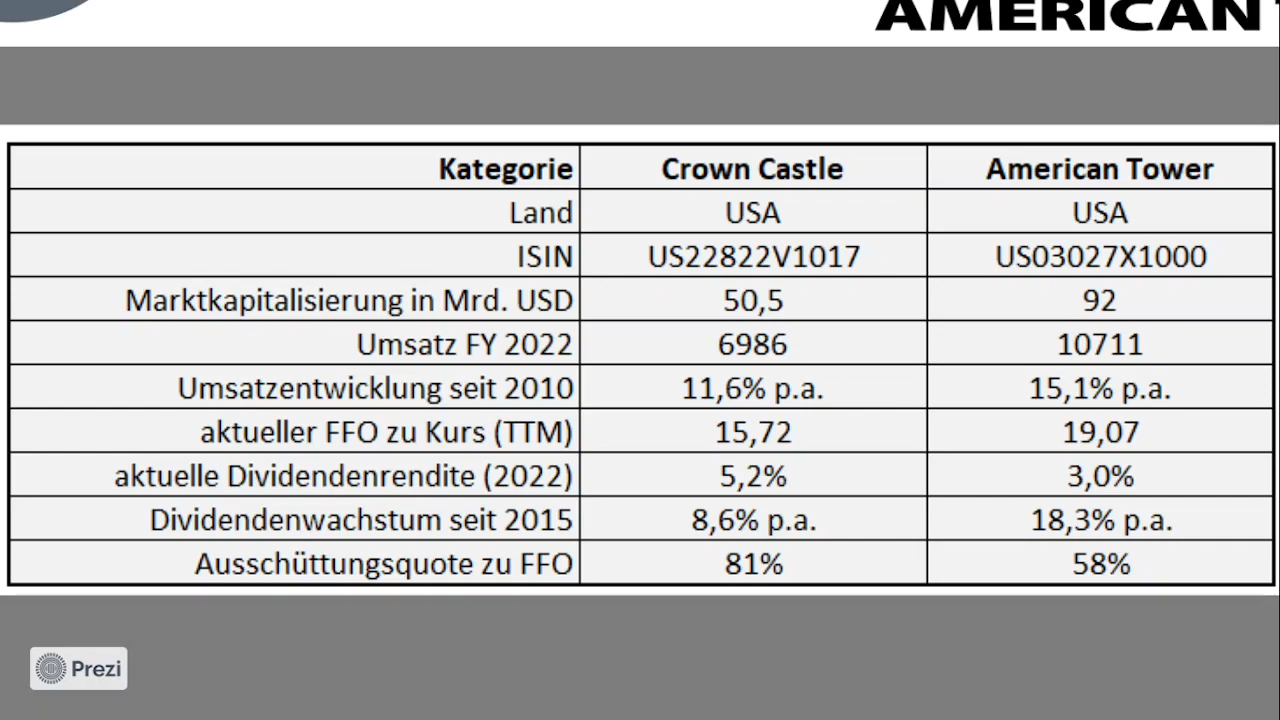 AMERICAN
Kategorie Crown Castle American Tower
Land USA USA
ISIN US22822V1017 US03027X1000
Marktkapitalisierung in Mrd. USD 50,5 92
Umsatz FY 2022 6986 10711
Umsatzentwicklung seit 2010 11,6% p.a. 15,1% p.a.
aktueller FFO zu Kurs (TTM) 15,72 19,07
aktuelle Dividendenrendite (2022) 5,2% 3,0%
Dividendenwachstum seit 2015 8,6% p.a. 18,3% p.a.
Ausschüttungsquote zu FFO 81% 58%
Prezi